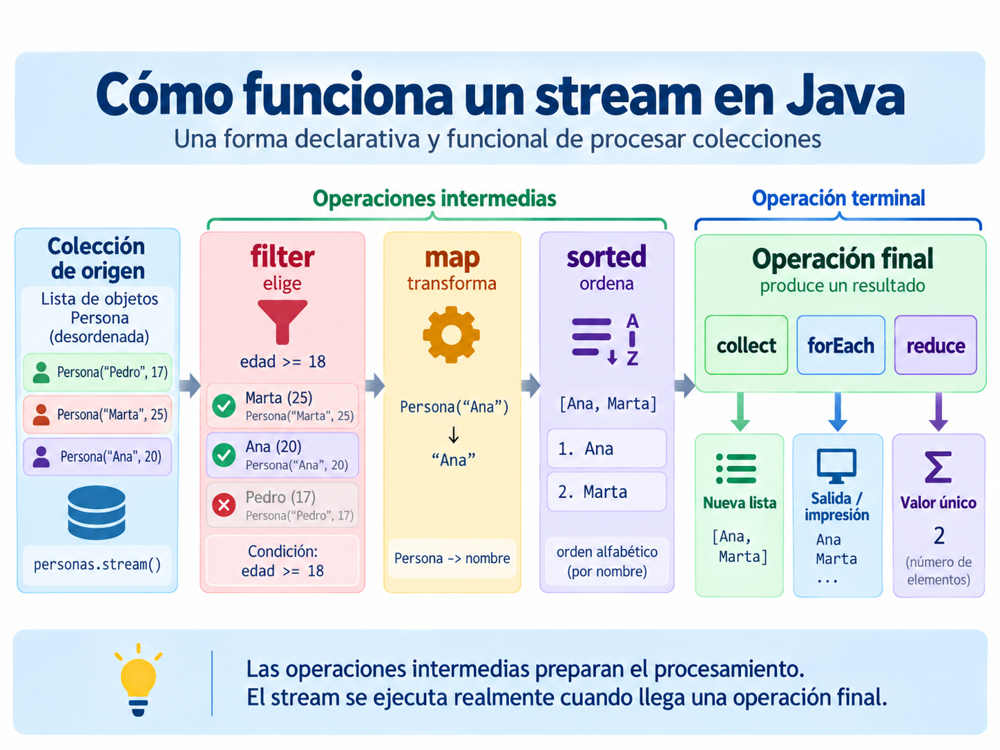 Cómo funciona un stream en Java
Una forma declarativa y funcional de procesar colecciones
Operaciones intermedias
Operación terminal
Colección
de origen
Lista de objetos
Persona
(desordenada)
Persona(“Pedro”, 17)
Persona(“Marta”, 25)
Persona(“Ana”, 20)
personas.stream()
filter
elige
edad >= 18
Marta (25)
Persona(“Marta”, 25)
Ana (20)
Persona(“Ana”, 20)
Pedro (17)
Persona(“Pedro”, 17)
Condición:
edad >= 18
map
transforma
Persona(“Ana”)
↓
“Ana”
Persona -> nombre
sorted
ordena
A
Z
[Ana, Marta]
1. Ana
2. Marta
orden alfabético
(por nombre)
Operación final
produce un resultado
collect
forEach
reduce
Nueva lista
[Ana,
Marta]
Salida /
impresión
Ana
Marta
...
Σ
Valor único
2
(número de
elementos)
Las operaciones intermedias preparan el procesamiento.
El stream se ejecuta realmente cuando llega una operación final.